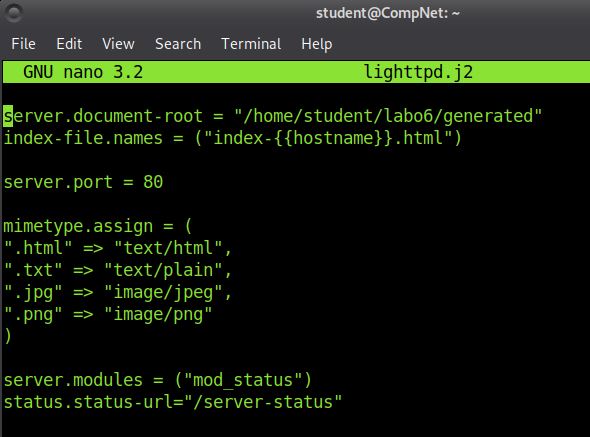 student@CompNet: ~
File Edit View Search Terminal Help
GNU nano 3.2 lighttpd.j2
server.document-root = "/home/student/labo6/generated"
index-file.names = ("index-{{hostname}}.html")
server.port = 80
mimetype.assign = (
".html" => "text/html",
".txt" => "text/plain",
".jpg" => "image/jpeg",
".png" => "image/png"
)
server.modules = ("mod_status")
status.status-url="/server-status"